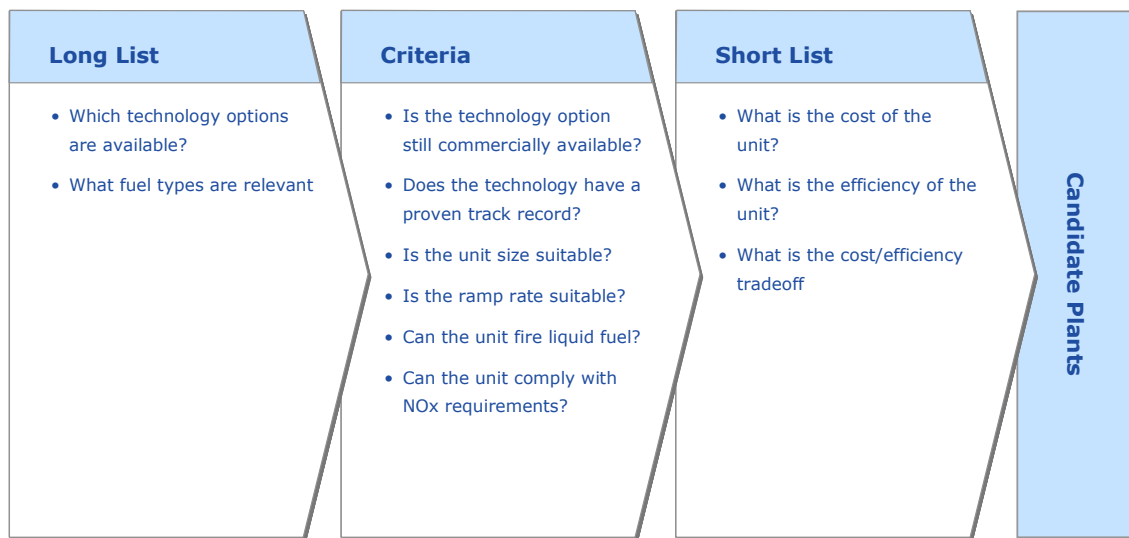 Long List
• Which technology options
are available?
• What fuel types are relevant
Criteria
• Is the technology option
still commercially available?
• Does the technology have a
proven track record?
• Is the unit size suitable?
• Is the ramp rate suitable?
• Can the unit fire liquid fuel?
• Can the unit comply with
NOx requirements?
Short List
• What is the cost of the
unit?
• What is the efficiency of the
unit?
• What is the cost/efficiency
tradeoff
Candidate Plants